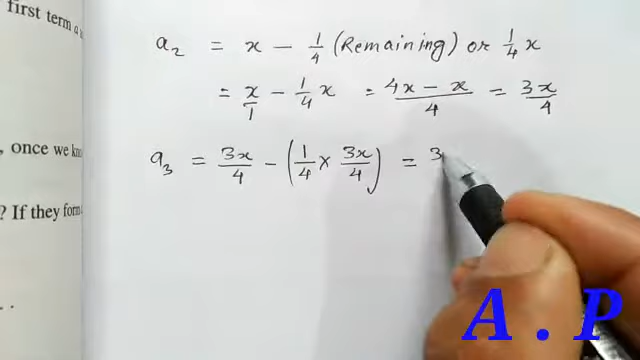 first term a
a₂ = x - 1/4 (Remaining) or 1/4 x
= x/1 - 1/4 x = 4x - x/4 = 3x/4
, once we
a₃ = 3x/4 - (1/4 × 3x/4) = 3
? If they form
A . P